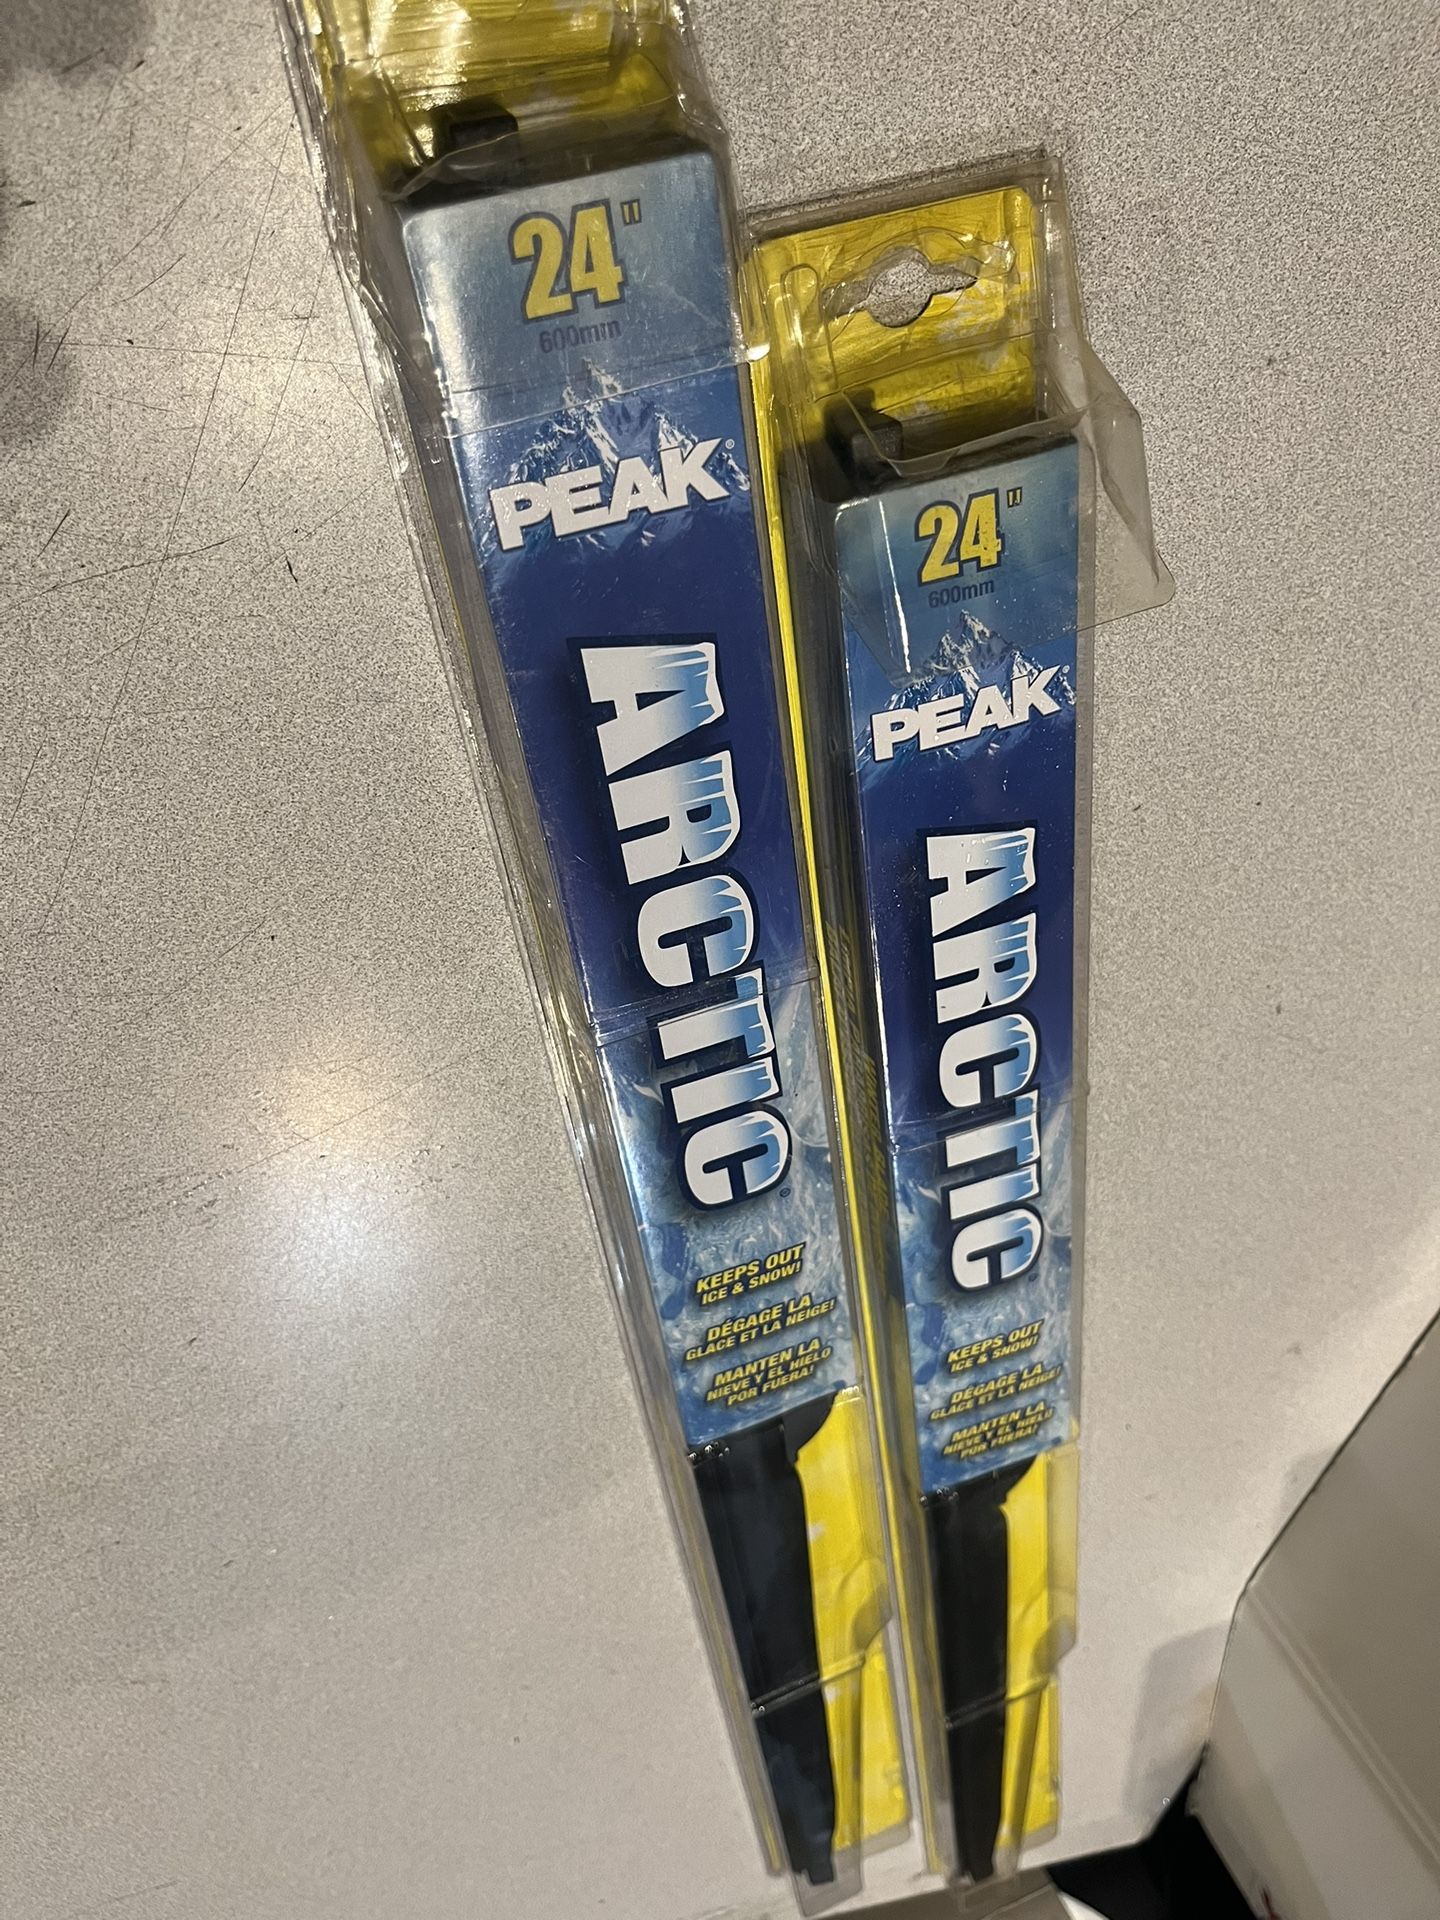 24"
600mm
PEAK®
ARCTIC®
KEEPS OUT
ICE & SNOW!
DÉGAGE LA
GLACE ET LA NEIGE!
MANTEN LA
NIEVE Y EL HIELO
POR FUERA!
24"
600mm
PEAK®
ARCTIC®
KEEPS OUT
ICE & SNOW!
DÉGAGE LA
GLACE ET LA NEIGE!
MANTEN LA
NIEVE Y EL HIELO
POR FUERA!